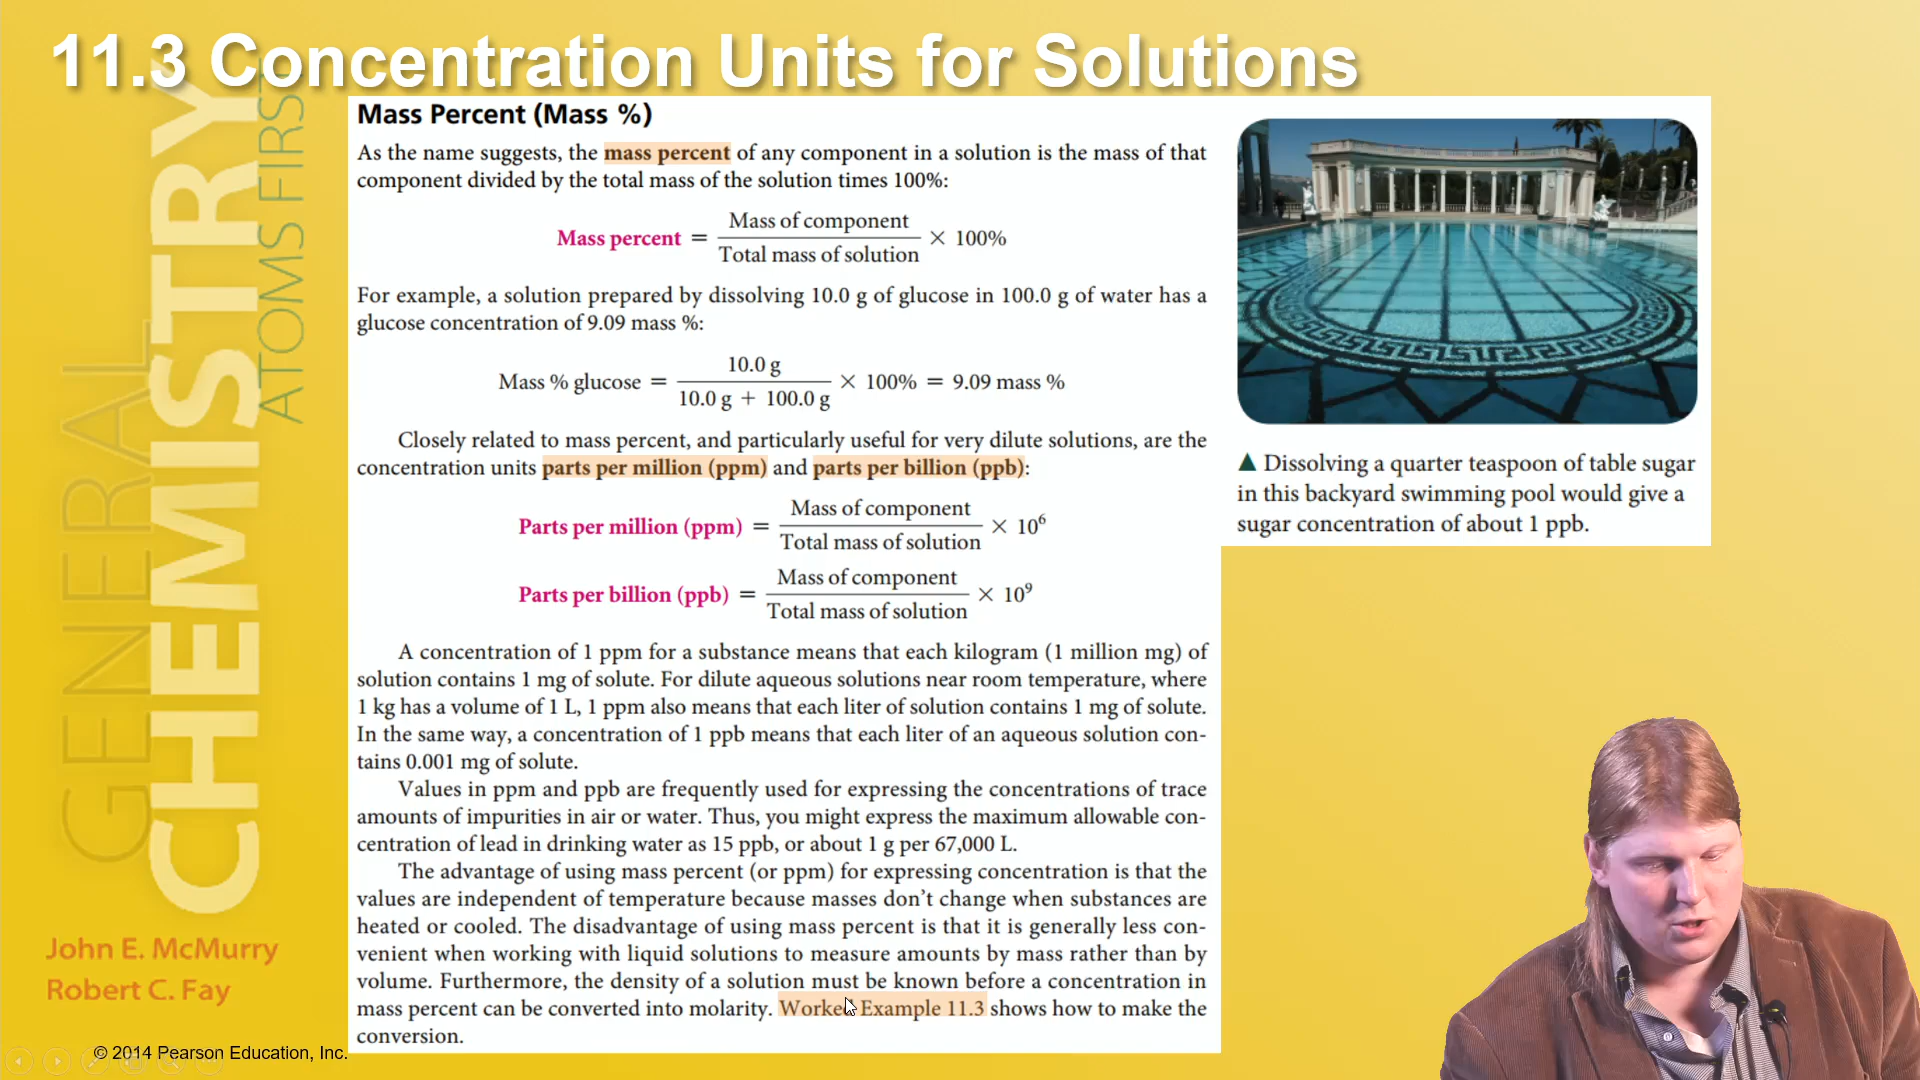 11.3 Concentration Units for Solutions
GENERAL
CHEMISTRY
ATOMS FIRST
John E. McMurry
Robert C. Fay
Mass Percent (Mass %)
As the name suggests, the mass percent of any component in a solution is the mass of that
component divided by the total mass of the solution times 100%:
Mass percent = Mass of component / Total mass of solution × 100%
For example, a solution prepared by dissolving 10.0 g of glucose in 100.0 g of water has a
glucose concentration of 9.09 mass %:
Mass % glucose = 10.0 g / 10.0 g + 100.0 g × 100% = 9.09 mass %
Closely related to mass percent, and particularly useful for very dilute solutions, are the
concentration units parts per million (ppm) and parts per billion (ppb):
Parts per million (ppm) = Mass of component / Total mass of solution × 10⁶
Parts per billion (ppb) = Mass of component / Total mass of solution × 10⁹
A concentration of 1 ppm for a substance means that each kilogram (1 million mg) of
solution contains 1 mg of solute. For dilute aqueous solutions near room temperature, where
1 kg has a volume of 1 L, 1 ppm also means that each liter of solution contains 1 mg of solute.
In the same way, a concentration of 1 ppb means that each liter of an aqueous solution con-
tains 0.001 mg of solute.
Values in ppm and ppb are frequently used for expressing the concentrations of trace
amounts of impurities in air or water. Thus, you might express the maximum allowable con-
centration of lead in drinking water as 15 ppb, or about 1 g per 67,000 L.
The advantage of using mass percent (or ppm) for expressing concentration is that the
values are independent of temperature because masses don't change when substances are
heated or cooled. The disadvantage of using mass percent is that it is generally less con-
venient when working with liquid solutions to measure amounts by mass rather than by
volume. Furthermore, the density of a solution must be known before a concentration in
mass percent can be converted into molarity. Worked Example 11.3 shows how to make the
conversion.
▲ Dissolving a quarter teaspoon of table sugar
in this backyard swimming pool would give a
sugar concentration of about 1 ppb.
© 2014 Pearson Education, Inc.